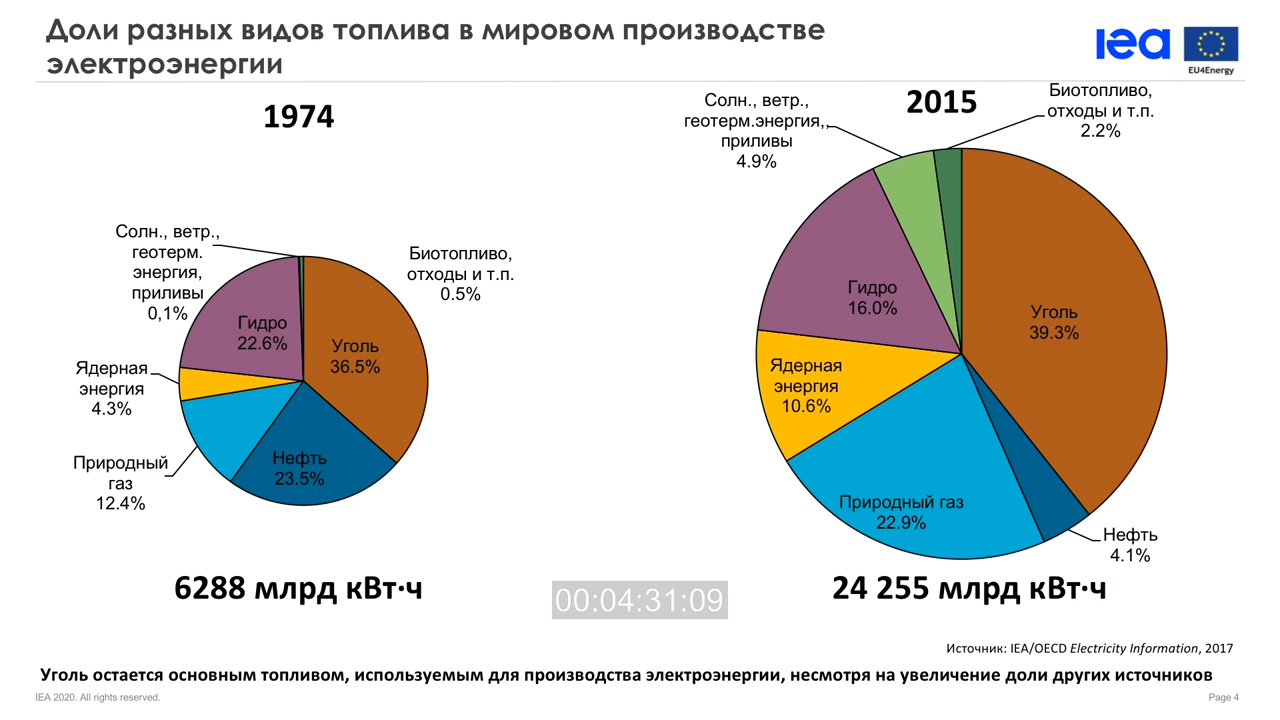 Доли разных видов топлива в мировом производстве
электроэнергии
iea
EU4Energy
1974
Солн., ветр.,
геотерм.
энергия,
приливы
0,1%
Биотопливо,
отходы и т.п.
0.5%
Гидро
22.6%
Уголь
36.5%
Ядерная
энергия
4.3%
Природный
газ
12.4%
Нефть
23.5%
6288 млрд кВт·ч
2015
Солн., ветр.,
геотерм.энергия,,
приливы
4.9%
Биотопливо,
отходы и т.п.
2.2%
Гидро
16.0%
Уголь
39.3%
Ядерная
энергия
10.6%
Природный газ
22.9%
Нефть
4.1%
24 255 млрд кВт·ч
00:04:31:09
Источник: IEA/OECD Electricity Information, 2017
Уголь остается основным топливом, используемым для производства электроэнергии, несмотря на увеличение доли других источников
IEA 2020. All rights reserved.
Page 4